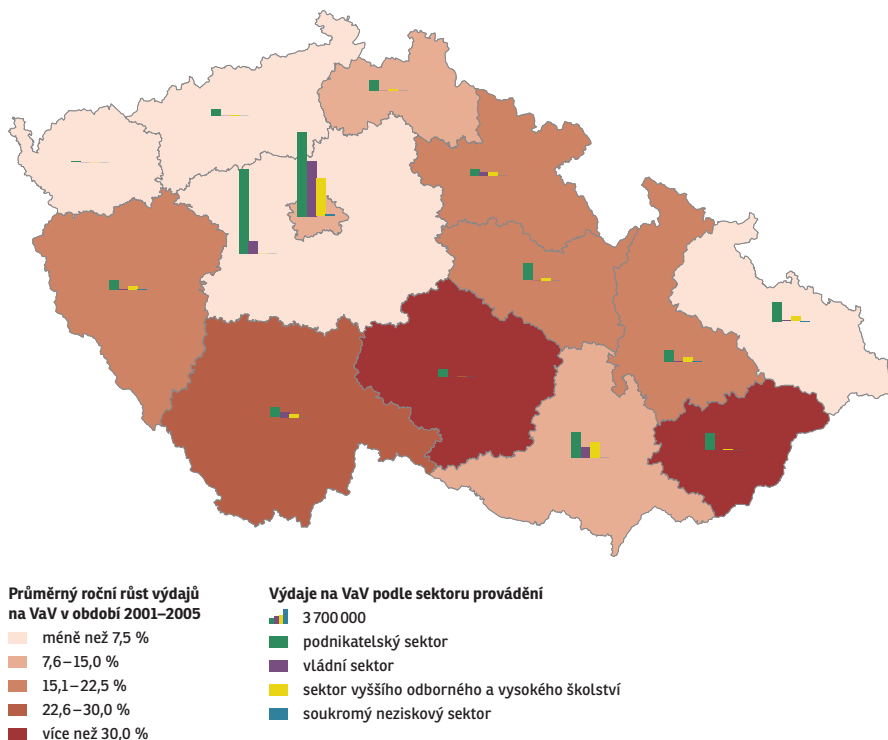 Průměrný roční růst výdajů
na VaV v období 2001–2005
méně než 7,5 %
7,6–15,0 %
15,1–22,5 %
22,6–30,0 %
více než 30,0 %
Výdaje na VaV podle sektoru provádění
3 700 000
podnikatelský sektor
vládní sektor
sektor vyššího odborného a vysokého školství
soukromý neziskový sektor